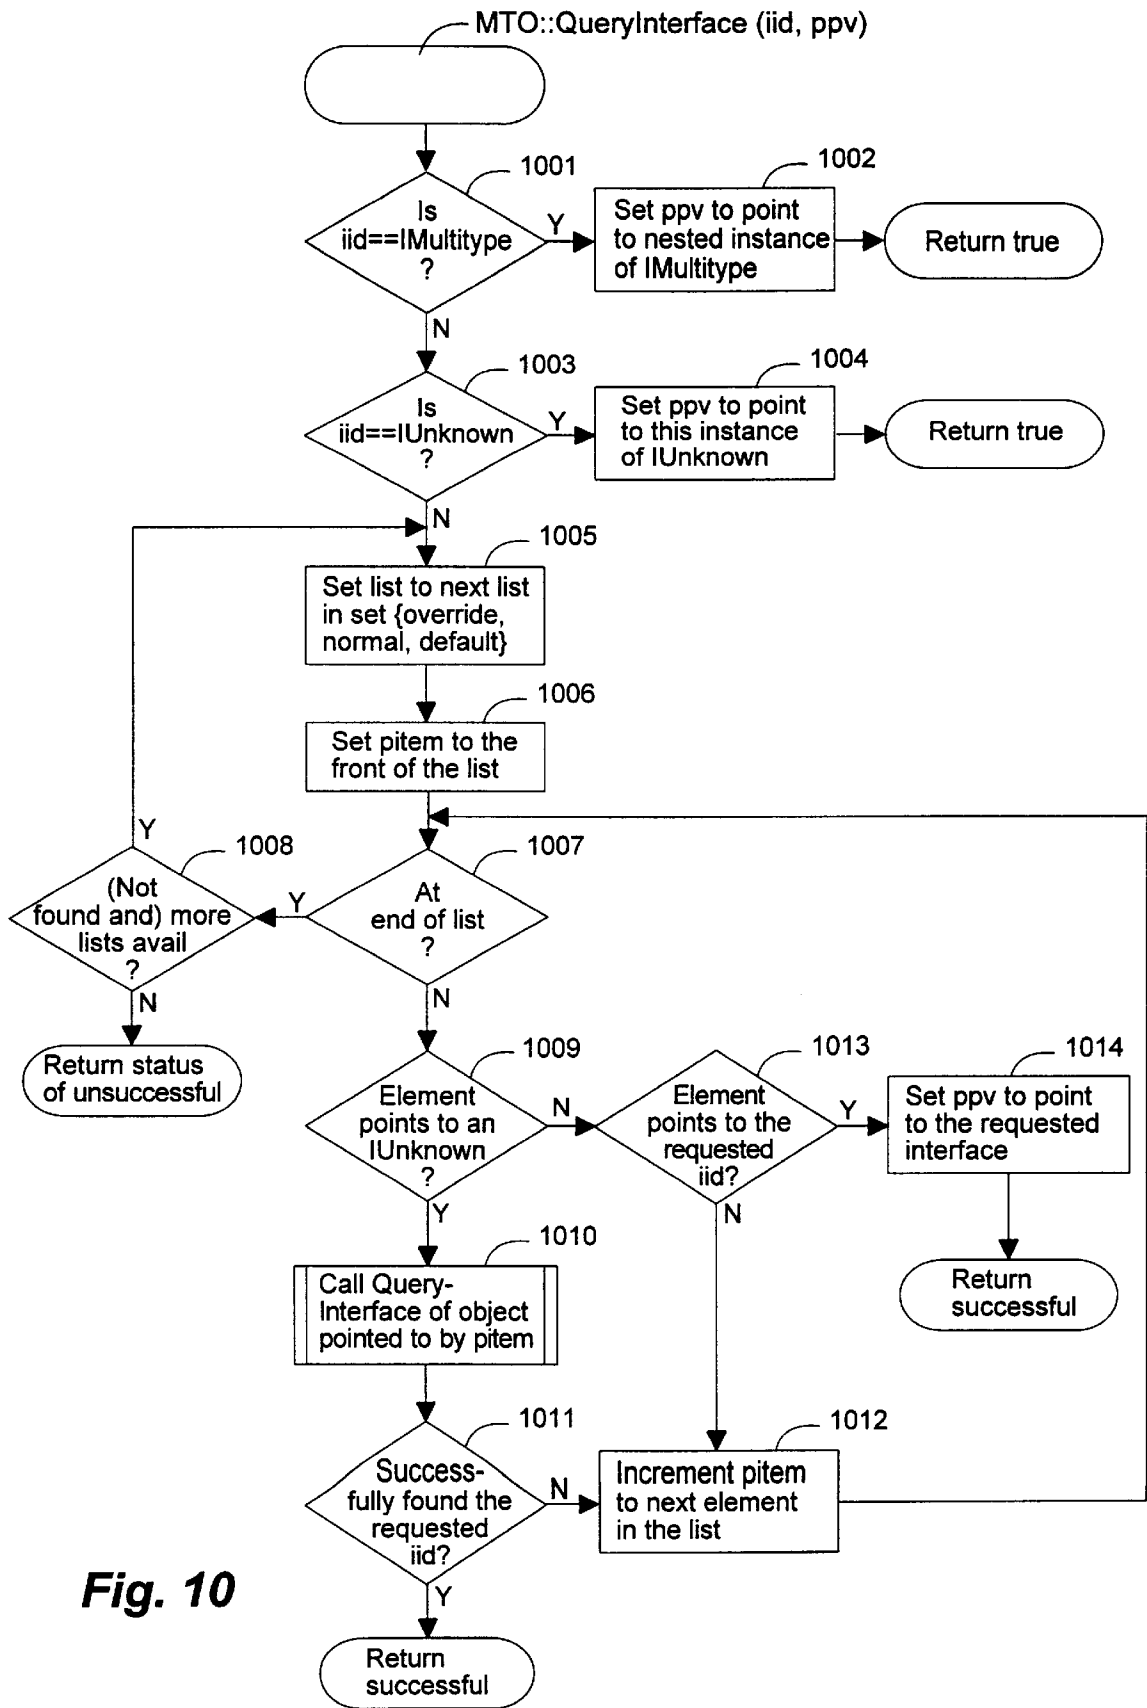 MTO::QueryInterface (iid, ppv)
1001
Is
iid==IMultitype
?
Y
N
1002
Set ppv to point
to nested instance
of IMultitype
Return true
1003
Is
iid==IUnknown
?
Y
N
1004
Set ppv to point
to this instance
of IUnknown
Return true
1005
Set list to next list
in set {override,
normal, default}
1006
Set pitem to the
front of the list
1007
At
end of list
?
Y
N
1008
(Not
found and) more
lists avail
?
Y
N
Return status
of unsuccessful
1009
Element
points to an
IUnknown
?
N
Y
1013
Element
points to the
requested
iid?
Y
N
1014
Set ppv to point
to the requested
interface
Return
successful
1010
Call Query-
Interface of object
pointed to by pitem
1011
Success-
fully found the
requested
iid?
N
Y
1012
Increment pitem
to next element
in the list
Return
successful
Fig. 10